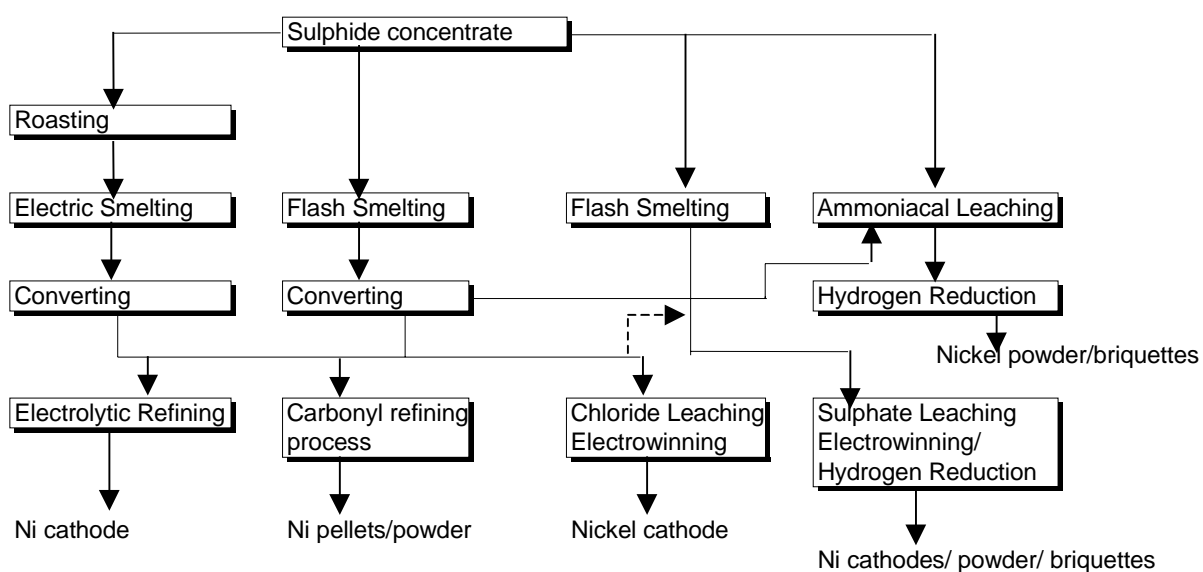 Sulphide concentrate
Roasting
Electric Smelting
Flash Smelting
Flash Smelting
Ammoniacal Leaching
Converting
Converting
Hydrogen Reduction
Nickel powder/briquettes
Electrolytic Refining
Carbonyl refining
process
Chloride Leaching
Electrowinning
Sulphate Leaching
Electrowinning/
Hydrogen Reduction
Ni cathode
Ni pellets/powder
Nickel cathode
Ni cathodes/ powder/ briquettes